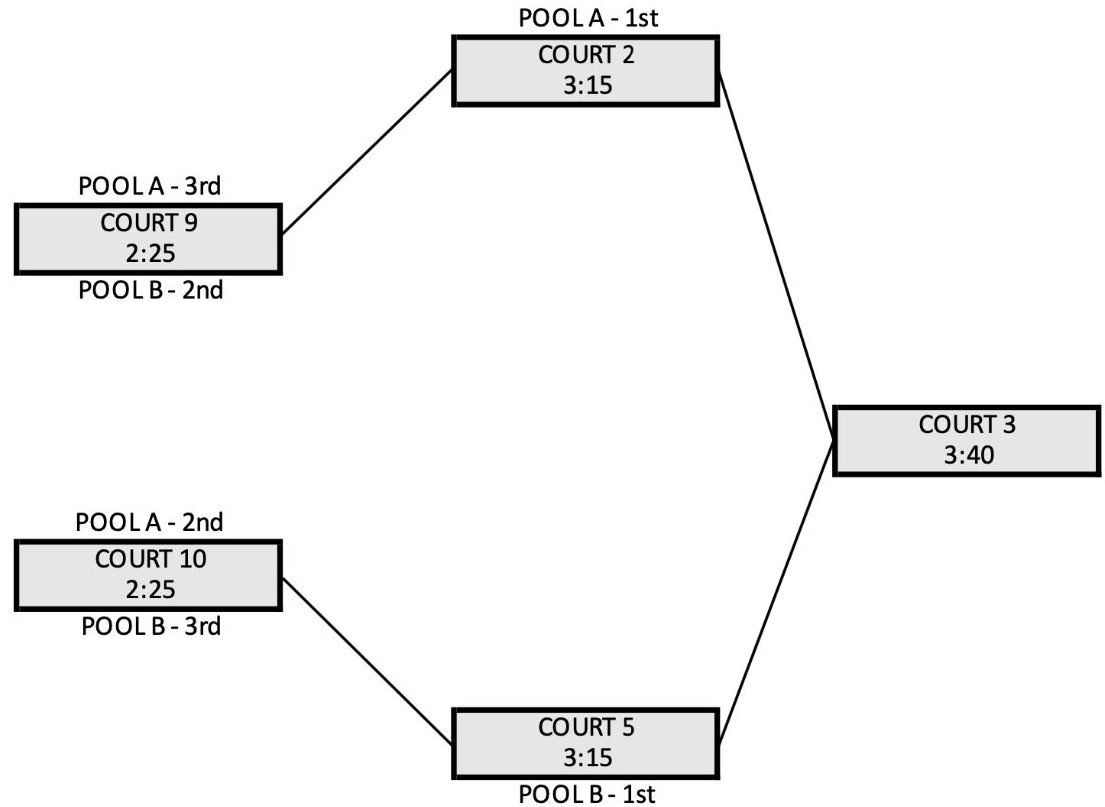 POOL A - 1st
COURT 2
3:15
POOL A - 3rd
COURT 9
2:25
POOL B - 2nd
COURT 3
3:40
POOL A - 2nd
COURT 10
2:25
POOL B - 3rd
COURT 5
3:15
POOL B - 1st